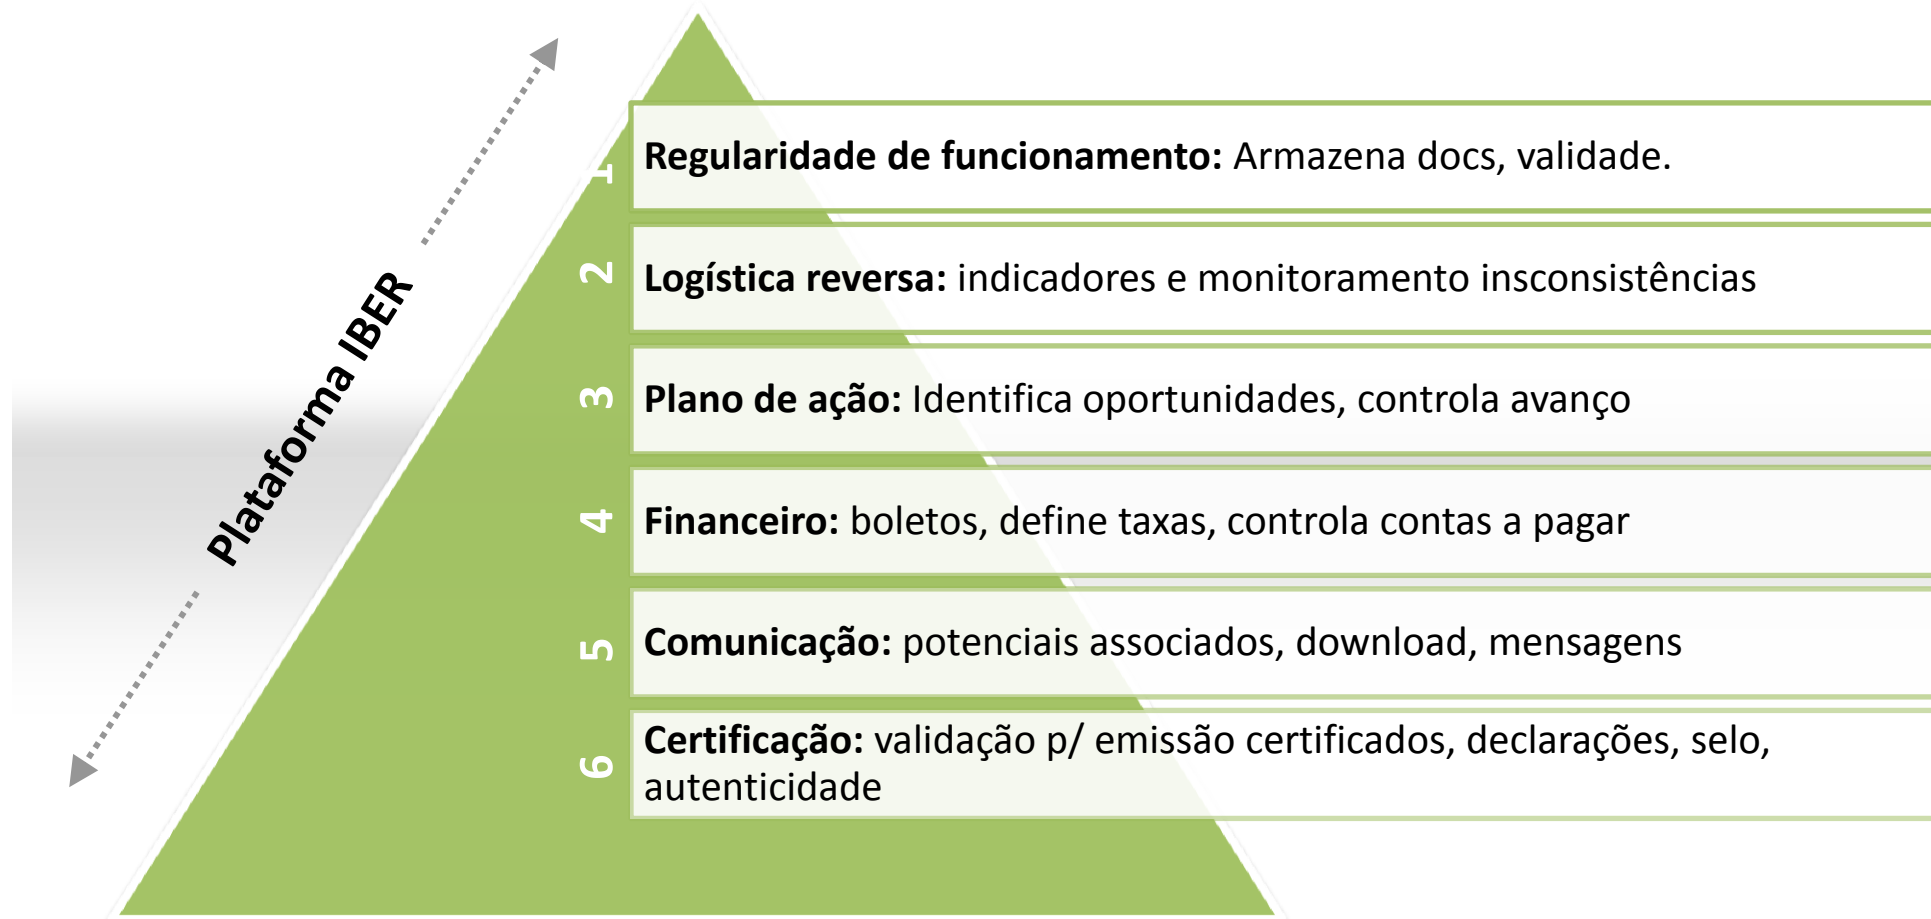 Plataforma IBER
1
Regularidade de funcionamento: Armazena docs, validade.
2
Logística reversa: indicadores e monitoramento insconsistências
3
Plano de ação: Identifica oportunidades, controla avanço
4
Financeiro: boletos, define taxas, controla contas a pagar
5
Comunicação: potenciais associados, download, mensagens
6
Certificação: validação p/ emissão certificados, declarações, selo,
autenticidade